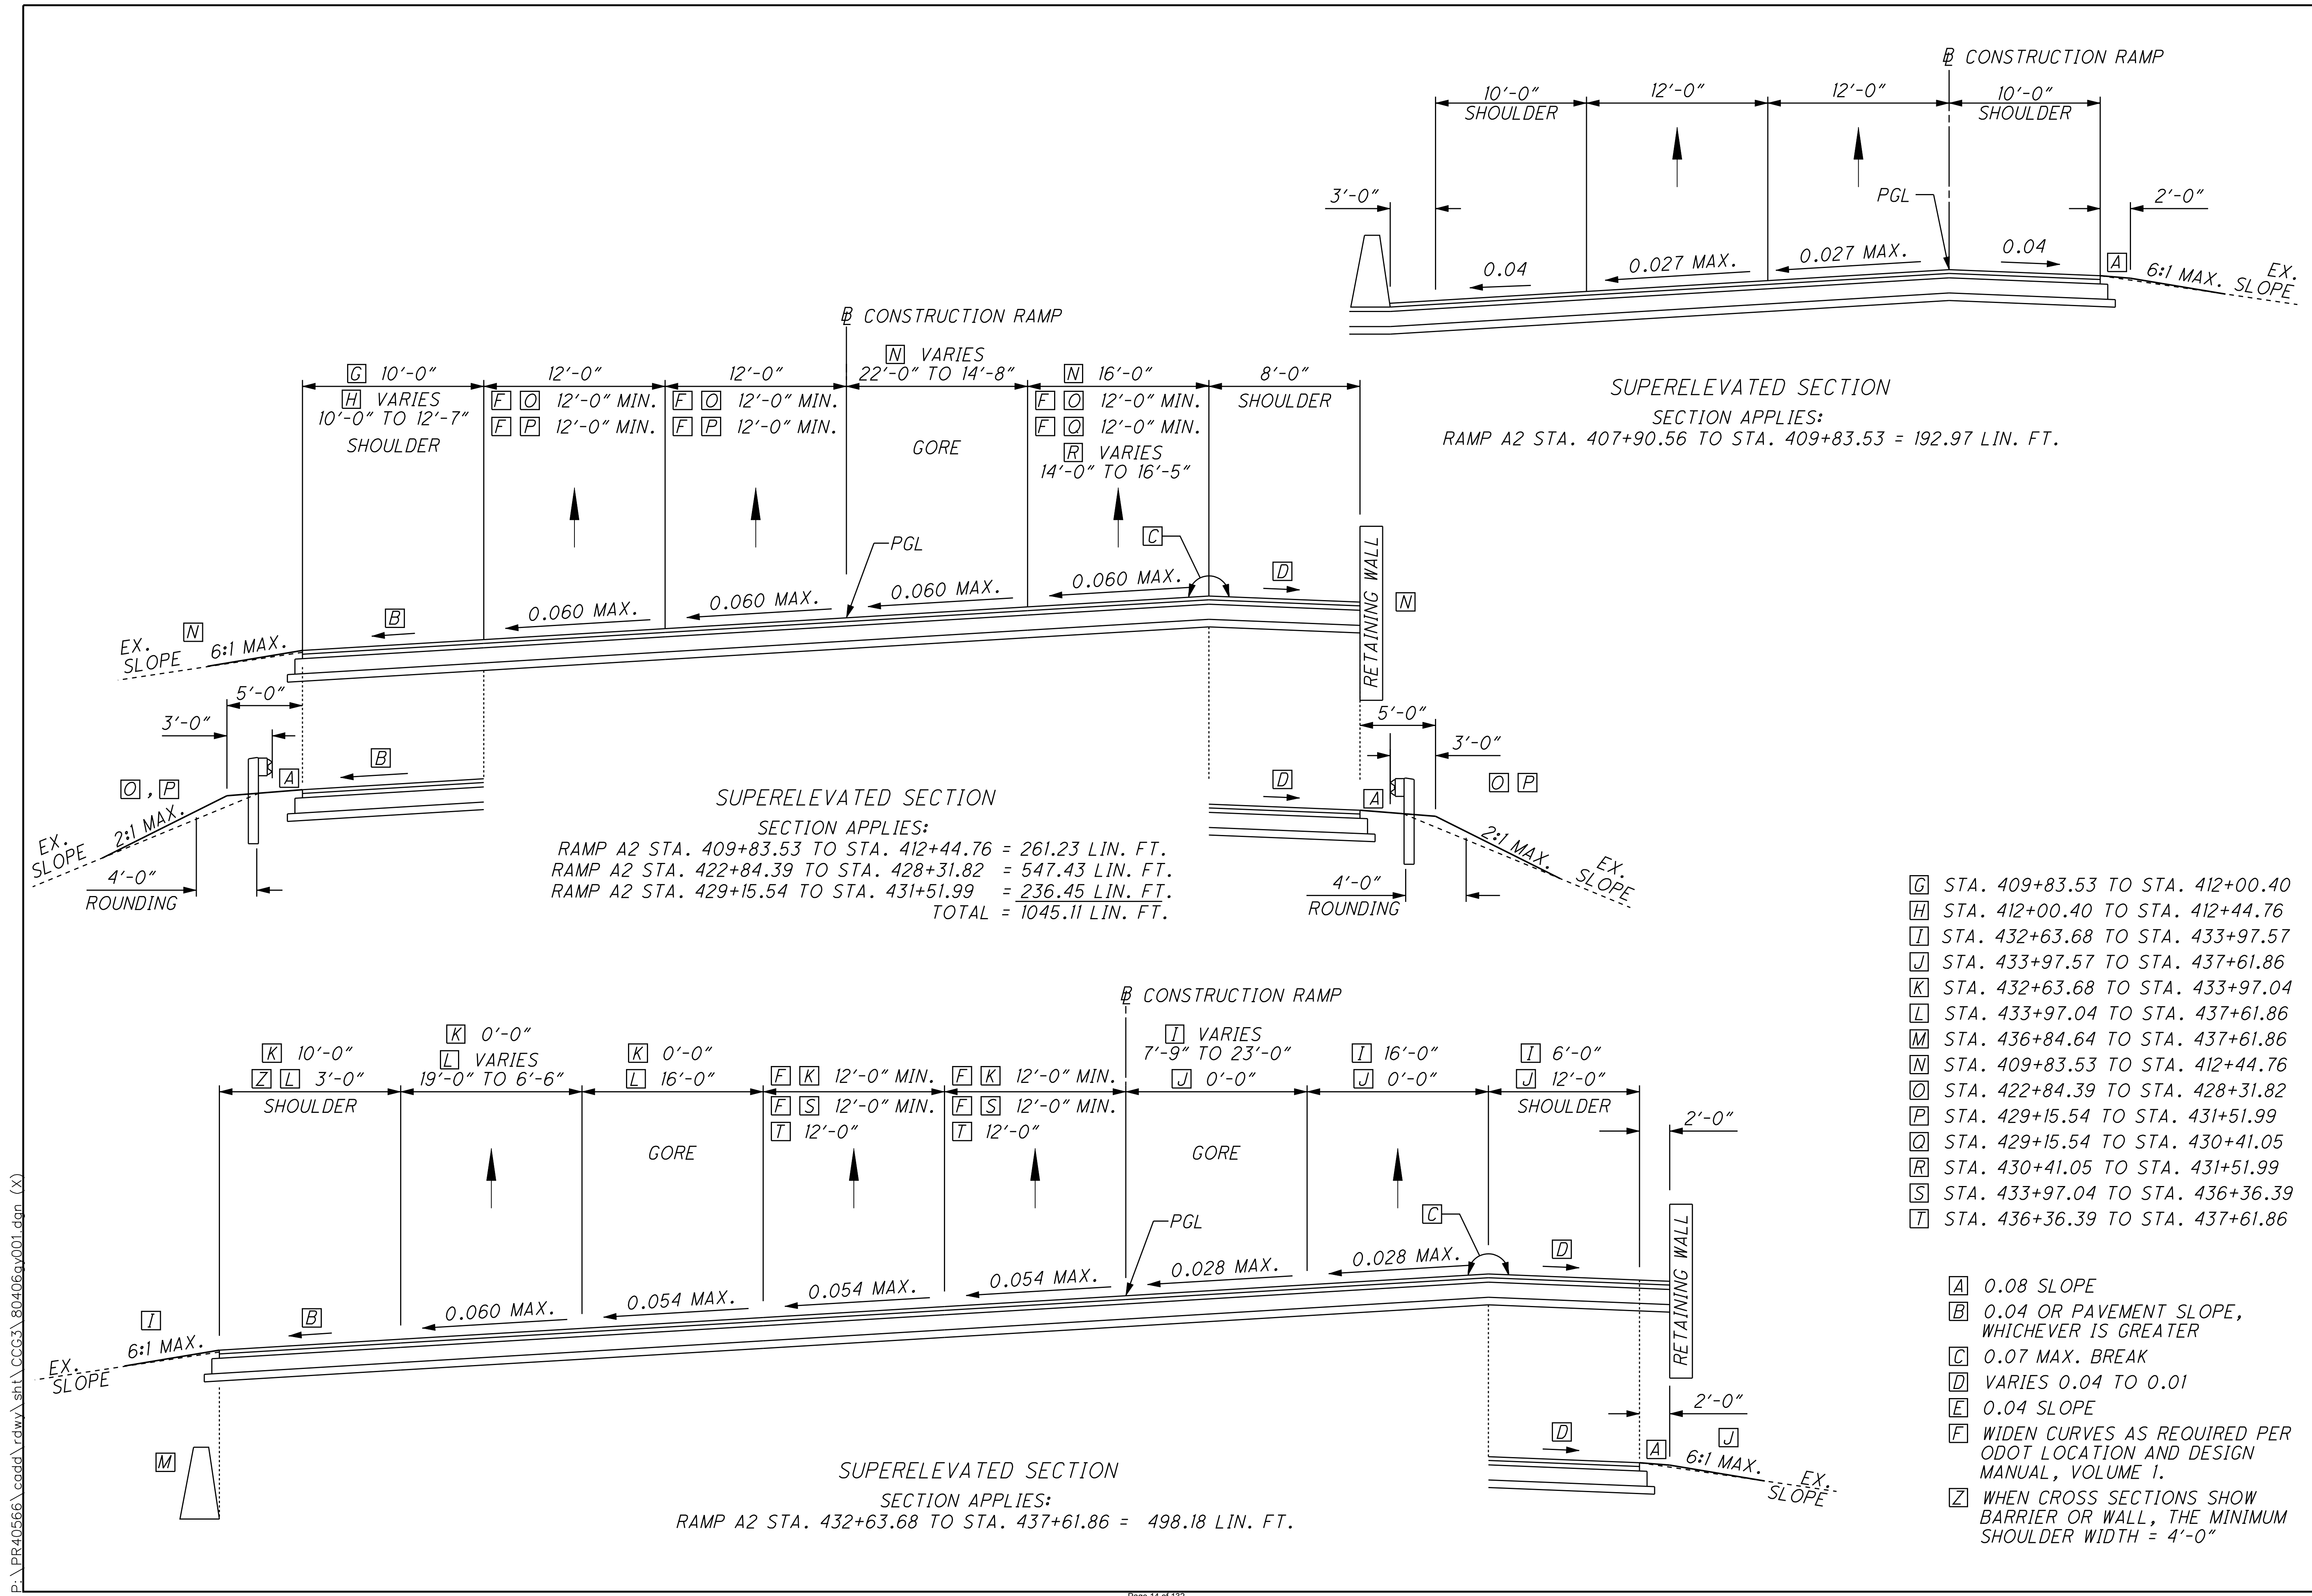 ℄ CONSTRUCTION RAMP
10'-0" 12'-0" 12'-0" 10'-0"
SHOULDER SHOULDER
3'-0" PGL 2'-0"
0.04 0.027 MAX. 0.027 MAX. 0.04 A 6:1 MAX. EX. SLOPE
SUPERELEVATED SECTION
SECTION APPLIES:
RAMP A2 STA. 407+90.56 TO STA. 409+83.53 = 192.97 LIN. FT.
℄ CONSTRUCTION RAMP
G 10'-0"
H VARIES
10'-0" TO 12'-7"
SHOULDER
12'-0"
F O 12'-0" MIN.
F P 12'-0" MIN.
12'-0"
F O 12'-0" MIN.
F P 12'-0" MIN.
N VARIES
22'-0" TO 14'-8"
GORE
N 16'-0"
F O 12'-0" MIN.
F Q 12'-0" MIN.
R VARIES
14'-0" TO 16'-5"
8'-0"
SHOULDER
PGL
C
D
RETAINING WALL
N
0.060 MAX. 0.060 MAX. 0.060 MAX. 0.060 MAX.
B
N
EX.
SLOPE
6:1 MAX.
5'-0"
3'-0"
B
A
O , P
2:1 MAX.
EX.
SLOPE
4'-0"
ROUNDING
5'-0"
3'-0"
D
A
O P
2:1 MAX.
EX.
SLOPE
4'-0"
ROUNDING
SUPERELEVATED SECTION
SECTION APPLIES:
RAMP A2 STA. 409+83.53 TO STA. 412+44.76 = 261.23 LIN. FT.
RAMP A2 STA. 422+84.39 TO STA. 428+31.82 = 547.43 LIN. FT.
RAMP A2 STA. 429+15.54 TO STA. 431+51.99 = 236.45 LIN. FT.
TOTAL = 1045.11 LIN. FT.
℄ CONSTRUCTION RAMP
K 10'-0"
Z L 3'-0"
SHOULDER
K 0'-0"
L VARIES
19'-0" TO 6'-6"
K 0'-0"
L 16'-0"
GORE
F K 12'-0" MIN.
F S 12'-0" MIN.
T 12'-0"
F K 12'-0" MIN.
F S 12'-0" MIN.
T 12'-0"
I VARIES
7'-9" TO 23'-0"
J 0'-0"
GORE
I 16'-0"
J 0'-0"
I 6'-0"
J 12'-0"
SHOULDER
2'-0"
PGL
C
D
RETAINING WALL
0.060 MAX. 0.054 MAX. 0.054 MAX. 0.054 MAX. 0.028 MAX. 0.028 MAX.
B
I
6:1 MAX.
EX.
SLOPE
M
2'-0"
D
A
J
6:1 MAX.
EX.
SLOPE
SUPERELEVATED SECTION
SECTION APPLIES:
RAMP A2 STA. 432+63.68 TO STA. 437+61.86 = 498.18 LIN. FT.
G STA. 409+83.53 TO STA. 412+00.40
H STA. 412+00.40 TO STA. 412+44.76
I STA. 432+63.68 TO STA. 433+97.57
J STA. 433+97.57 TO STA. 437+61.86
K STA. 432+63.68 TO STA. 433+97.04
L STA. 433+97.04 TO STA. 437+61.86
M STA. 436+84.64 TO STA. 437+61.86
N STA. 409+83.53 TO STA. 412+44.76
O STA. 422+84.39 TO STA. 428+31.82
P STA. 429+15.54 TO STA. 431+51.99
Q STA. 429+15.54 TO STA. 430+41.05
R STA. 430+41.05 TO STA. 431+51.99
S STA. 433+97.04 TO STA. 436+36.39
T STA. 436+36.39 TO STA. 437+61.86
A 0.08 SLOPE
B 0.04 OR PAVEMENT SLOPE,
WHICHEVER IS GREATER
C 0.07 MAX. BREAK
D VARIES 0.04 TO 0.01
E 0.04 SLOPE
F WIDEN CURVES AS REQUIRED PER
ODOT LOCATION AND DESIGN
MANUAL, VOLUME 1.
Z WHEN CROSS SECTIONS SHOW
BARRIER OR WALL, THE MINIMUM
SHOULDER WIDTH = 4'-0"
P:\PR40566\cadd\rdwy\sht\CCG3\80406gy001.dgn (X)
Page 14 of 132